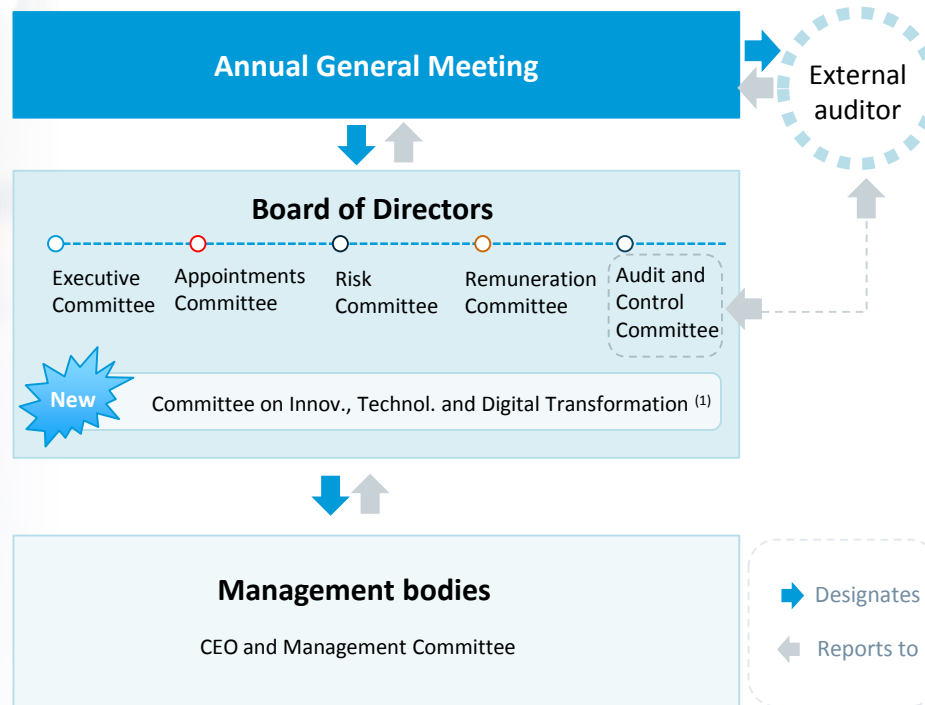 Annual General Meeting
External
auditor
Board of Directors
Executive
Committee
Appointments
Committee
Risk
Committee
Remuneration
Committee
Audit and
Control
Committee
New
Committee on Innov., Technol. and Digital Transformation (1)
Management bodies
CEO and Management Committee
Designates
Reports to